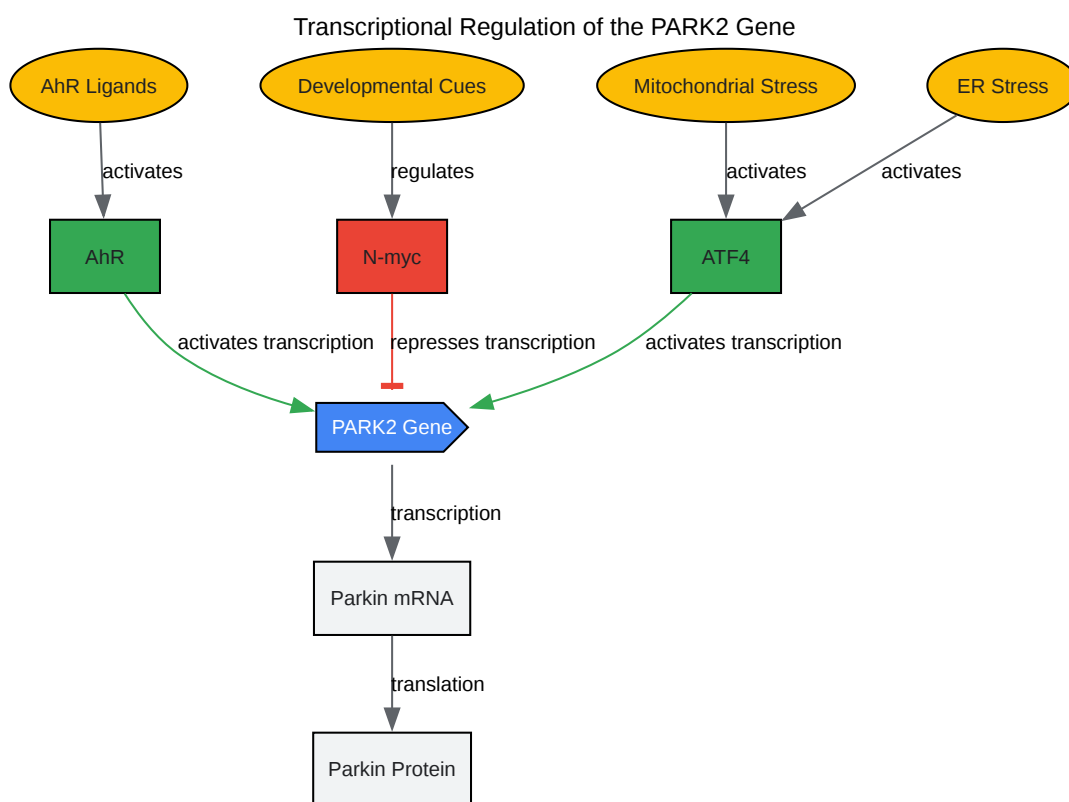 Transcriptional Regulation of the PARK2 Gene
AhR Ligands
Developmental Cues
Mitochondrial Stress
ER Stress
activates
regulates
activates
activates
AhR
N-myc
ATF4
activates transcription
represses transcription
activates transcription
PARK2 Gene
transcription
Parkin mRNA
translation
Parkin Protein